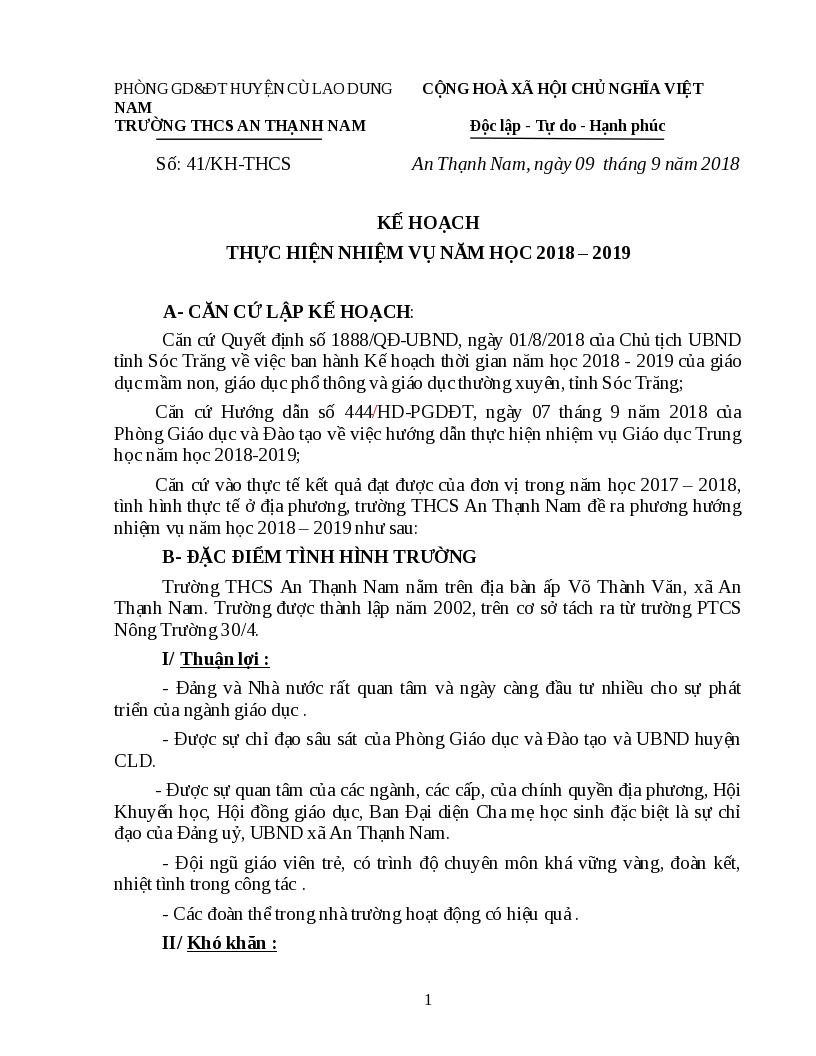 PHÒNG GD&ĐT HUYỆN CÙ LAO DUNG CỘNG HOÀ XÃ HỘI CHỦ NGHĨA VIỆT
NAM
TRƯỜNG THCS AN THẠNH NAM Độc lập - Tự do - Hạnh phúc
Số: 41/KH-THCS An Thạnh Nam, ngày 09 tháng 9 năm 2018
KẾ HOẠCH
THỰC HIỆN NHIỆM VỤ NĂM HỌC 2018 – 2019
A- CĂN CỨ LẬP KẾ HOẠCH:
Căn cứ Quyết định số 1888/QĐ-UBND, ngày 01/8/2018 của Chủ tịch UBND
tỉnh Sóc Trăng về việc ban hành Kế hoạch thời gian năm học 2018 - 2019 của giáo
dục mầm non, giáo dục phổ thông và giáo dục thường xuyên, tỉnh Sóc Trăng;
Căn cứ Hướng dẫn số 444/HD-PGDĐT, ngày 07 tháng 9 năm 2018 của
Phòng Giáo dục và Đào tạo về việc hướng dẫn thực hiện nhiệm vụ Giáo dục Trung
học năm học 2018-2019;
Căn cứ vào thực tế kết quả đạt được của đơn vị trong năm học 2017 – 2018,
tình hình thực tế ở địa phương, trường THCS An Thạnh Nam đề ra phương hướng
nhiệm vụ năm học 2018 – 2019 như sau:
B- ĐẶC ĐIỂM TÌNH HÌNH TRƯỜNG
Trường THCS An Thạnh Nam nằm trên địa bàn ấp Võ Thành Văn, xã An
Thạnh Nam. Trường được thành lập năm 2002, trên cơ sở tách ra từ trường PTCS
Nông Trường 30/4.
I/ Thuận lợi :
- Đảng và Nhà nước rất quan tâm và ngày càng đầu tư nhiều cho sự phát
triển của ngành giáo dục .
- Được sự chỉ đạo sâu sát của Phòng Giáo dục và Đào tạo và UBND huyện
CLD.
- Được sự quan tâm của các ngành, các cấp, của chính quyền địa phương, Hội
Khuyến học, Hội đồng giáo dục, Ban Đại diện Cha mẹ học sinh đặc biệt là sự chỉ
đạo của Đảng uỷ, UBND xã An Thạnh Nam.
- Đội ngũ giáo viên trẻ, có trình độ chuyên môn khá vững vàng, đoàn kết,
nhiệt tình trong công tác .
- Các đoàn thể trong nhà trường hoạt động có hiệu quả .
II/ Khó khăn :
1